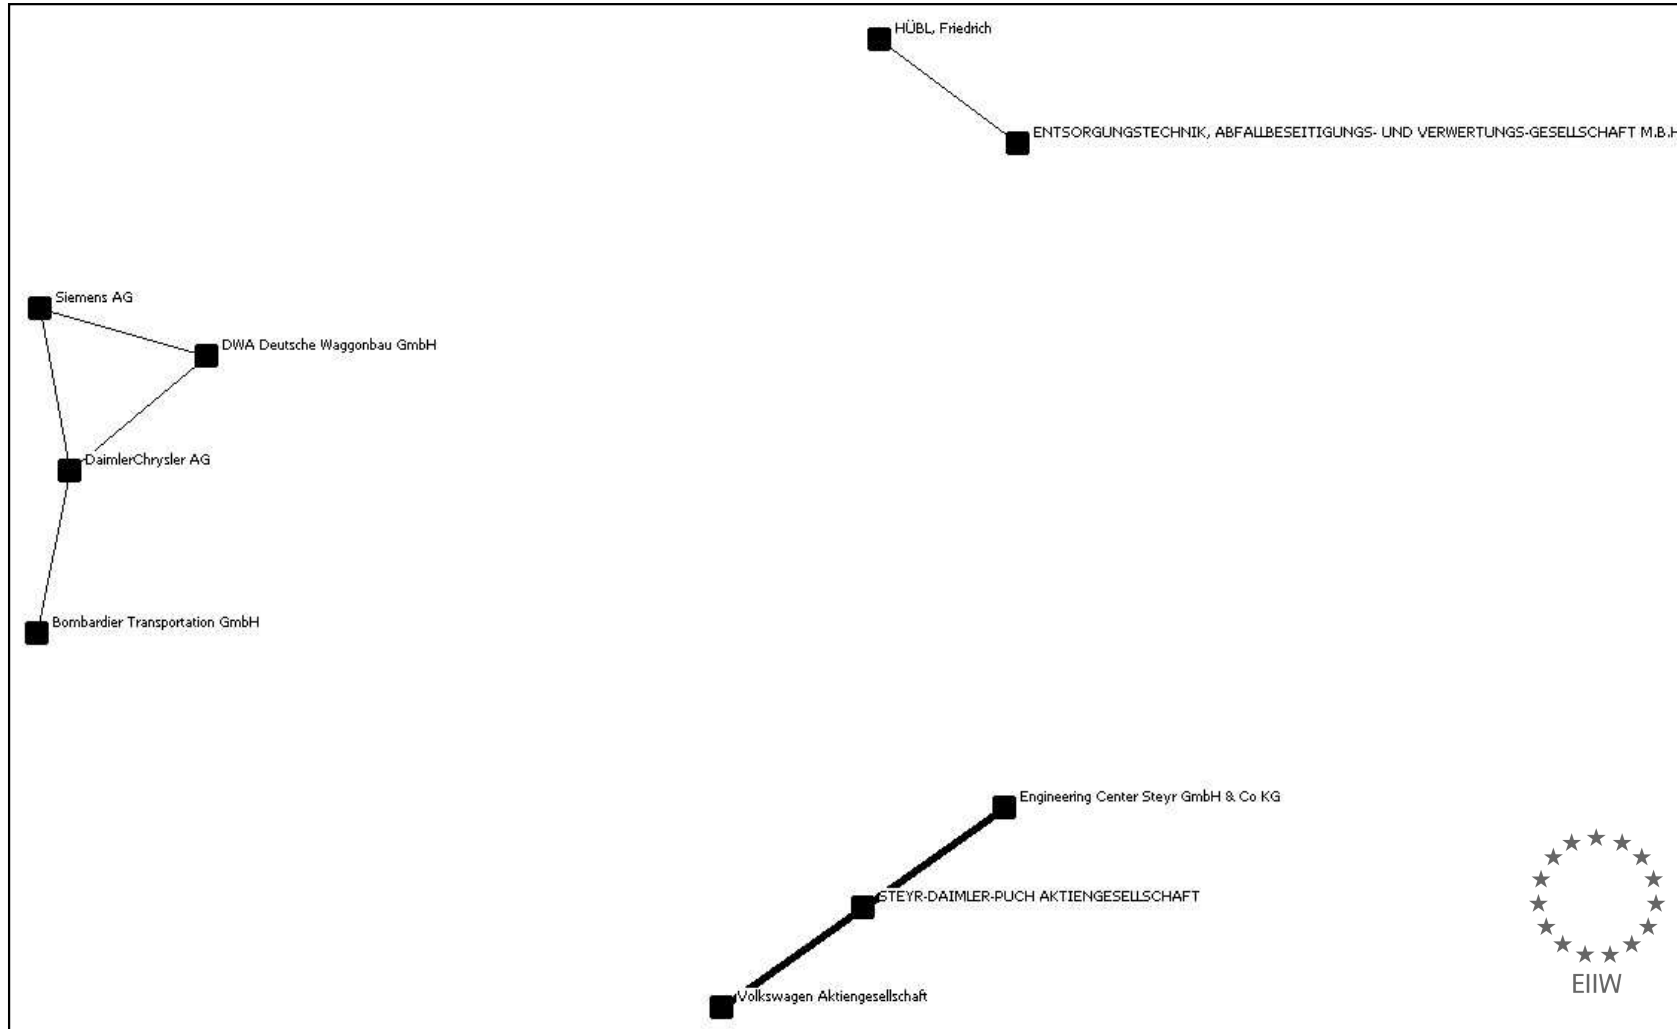 HÜBL, Friedrich
ENTSORGUNGSTECHNIK, ABFALLBESEITIGUNGS- UND VERWERTUNGS-GESELLSCHAFT M.B.H
Siemens AG
DWA Deutsche Waggonbau GmbH
DaimlerChrysler AG
Bombardier Transportation GmbH
Engineering Center Steyr GmbH & Co KG
STEYR-DAIMLER-PUCH AKTIENGESELLSCHAFT
Volkswagen Aktiengesellschaft
EIIW